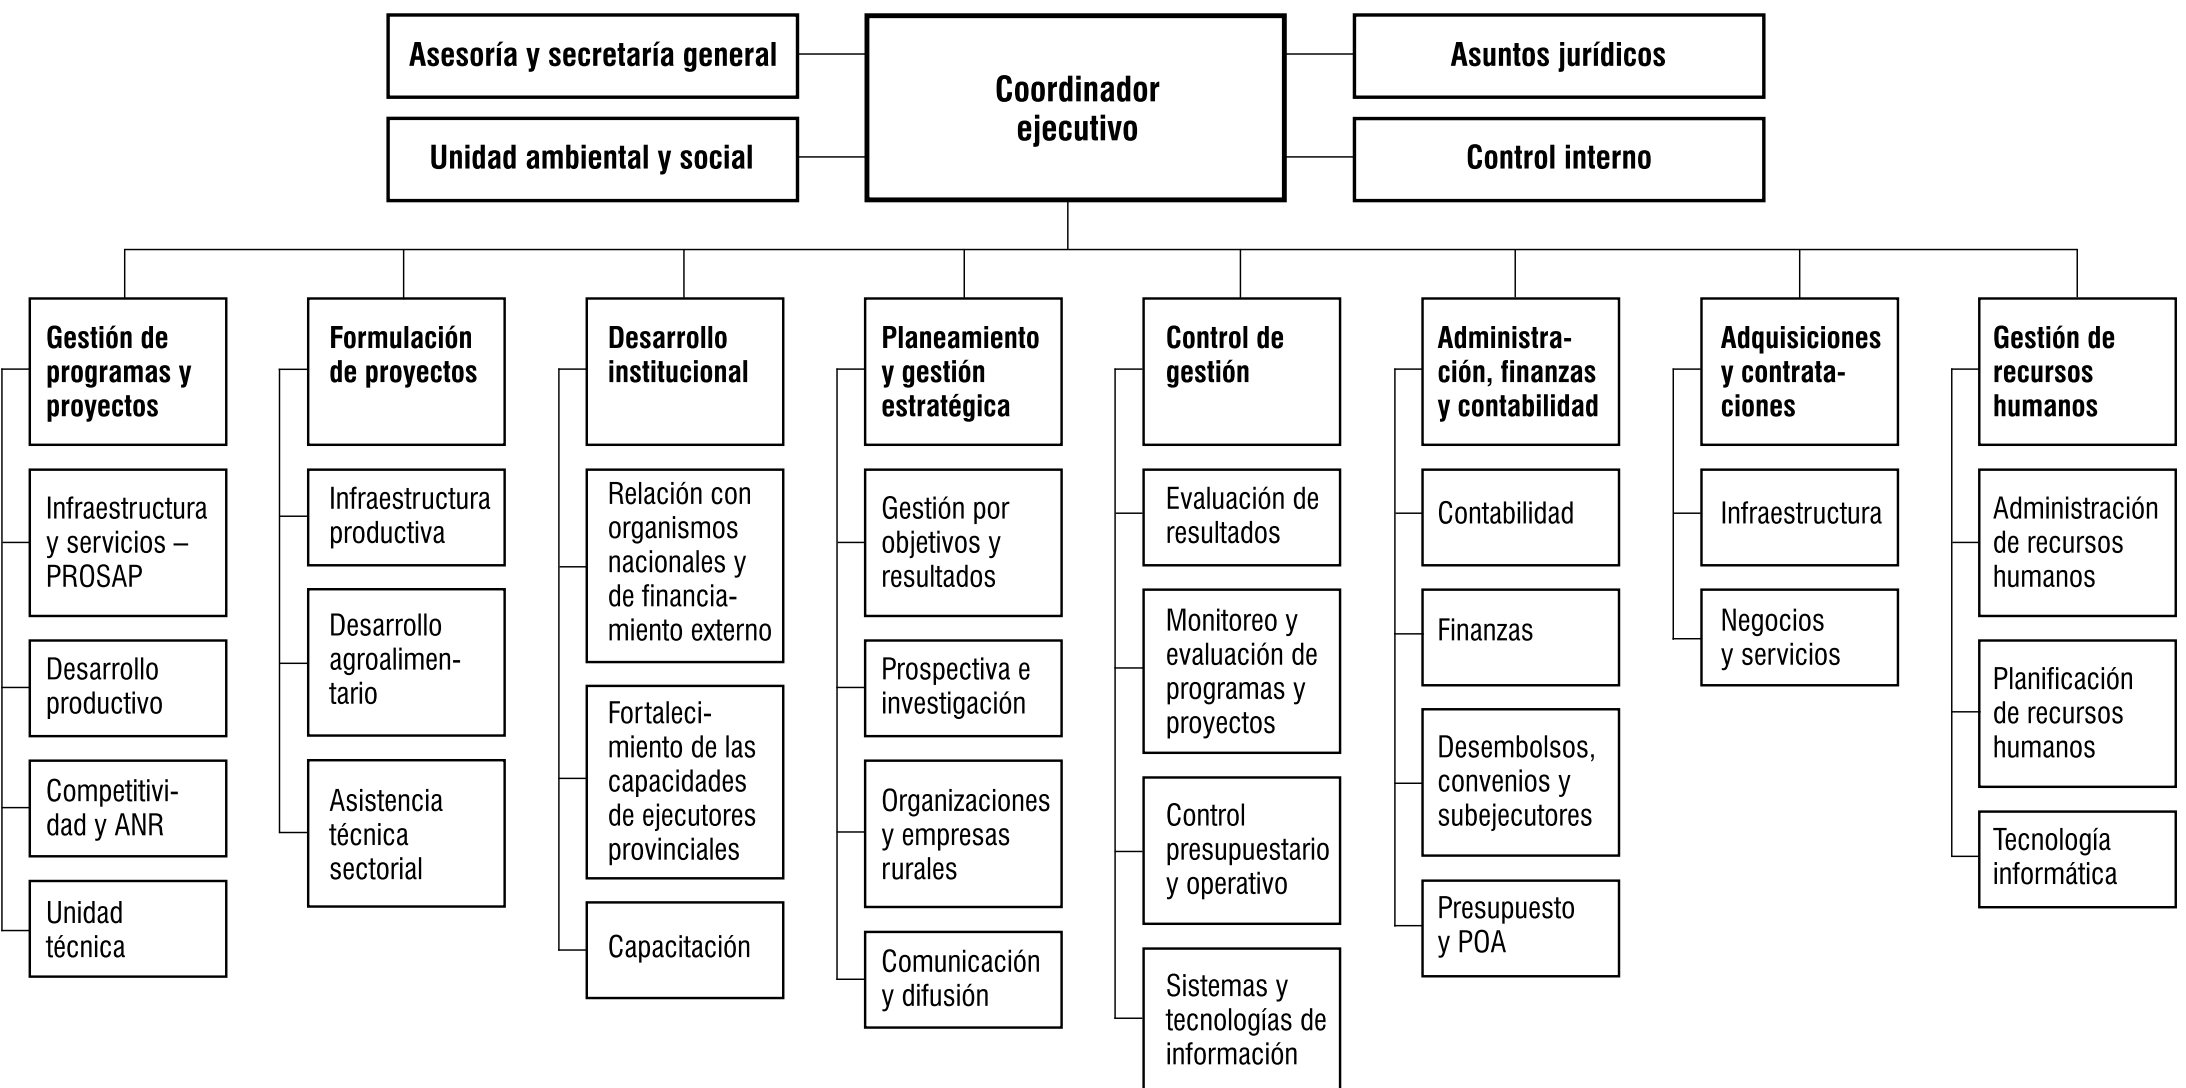 Asesoría y secretaría general
Unidad ambiental y social
Coordinador
ejecutivo
Asuntos jurídicos
Control interno
Gestión de
programas y
proyectos
Infraestructura
y servicios –
PROSAP
Desarrollo
productivo
Competitivi-
dad y ANR
Unidad
técnica
Formulación
de proyectos
Infraestructura
productiva
Desarrollo
agroalimen-
tario
Asistencia
técnica
sectorial
Desarrollo
institucional
Relación con
organismos
nacionales y
de financia-
miento externo
Fortaleci-
miento de las
capacidades
de ejecutores
provinciales
Capacitación
Planeamiento
y gestión
estratégica
Gestión por
objetivos y
resultados
Prospectiva e
investigación
Organizaciones
y empresas
rurales
Comunicación
y difusión
Control de
gestión
Evaluación de
resultados
Monitoreo y
evaluación de
programas y
proyectos
Control
presupuestario
y operativo
Sistemas y
tecnologías de
información
Administra-
ción, finanzas
y contabilidad
Contabilidad
Finanzas
Desembolsos,
convenios y
subejecutores
Presupuesto
y POA
Adquisiciones
y contrata-
ciones
Infraestructura
Negocios
y servicios
Gestión de
recursos
humanos
Administración
de recursos
humanos
Planificación
de recursos
humanos
Tecnología
informática